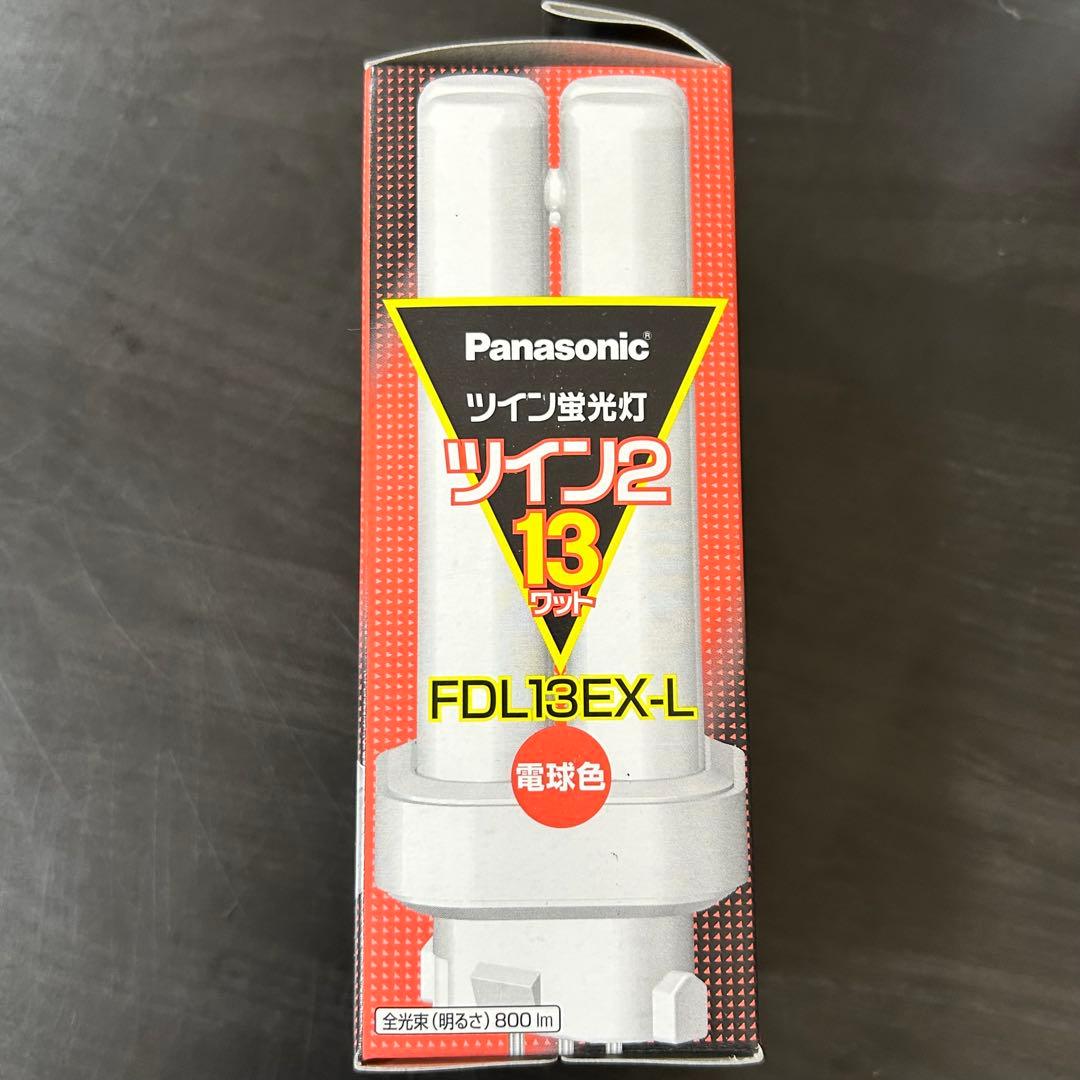 Panasonic®
ツイン蛍光灯
ツイン2
13
ワット
FDL13EX-L
電球色
全光束(明るさ)800 lm